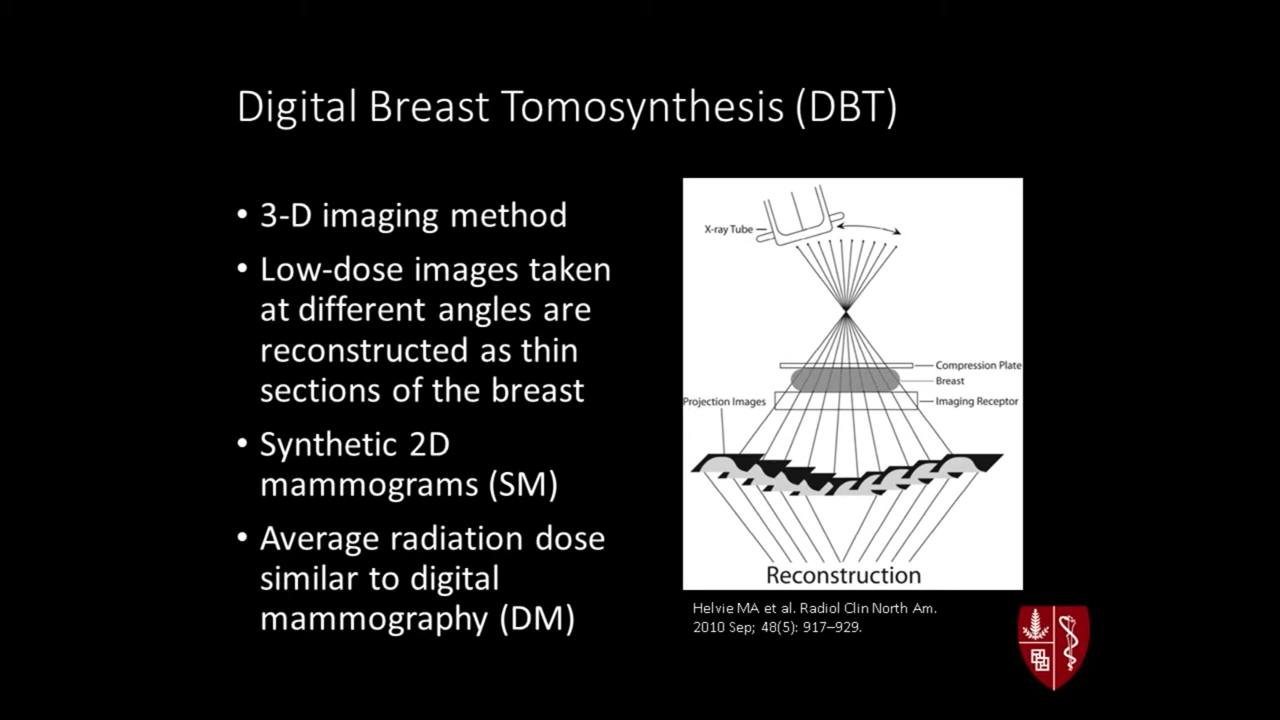 Digital Breast Tomosynthesis (DBT)
• 3-D imaging method
• Low-dose images taken
at different angles are
reconstructed as thin
sections of the breast
• Synthetic 2D
mammograms (SM)
• Average radiation dose
similar to digital
mammography (DM)
X-ray Tube
Compression Plate
Breast
Projection Images
Imaging Receptor
Reconstruction
Helvie MA et al. Radiol Clin North Am.
2010 Sep; 48(5): 917–929.